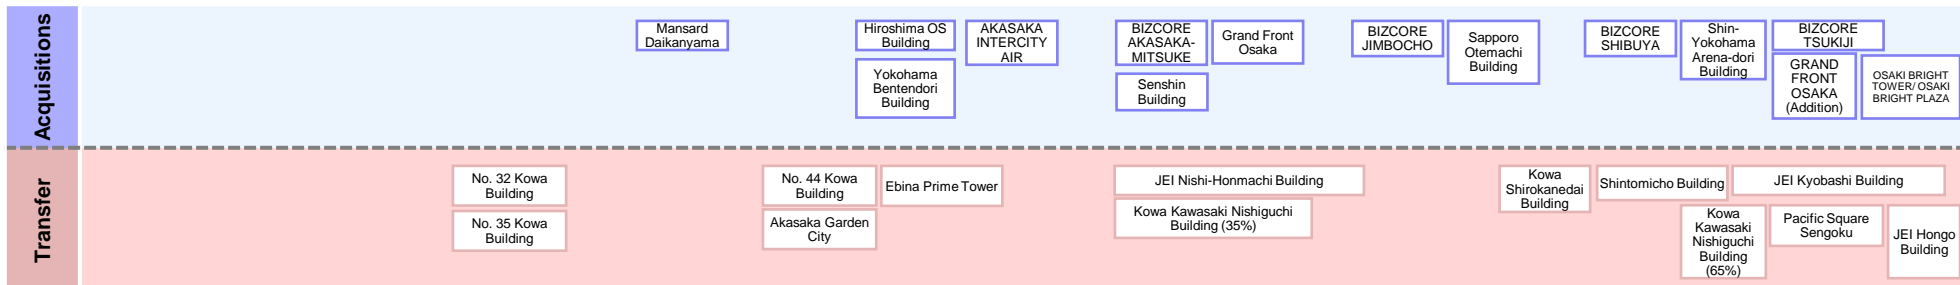 Acquisitions
Mansard
Daikanyama
Hiroshima OS
Building
Yokohama
Bentendori
Building
AKASAKA
INTERCITY
AIR
BIZCORE
AKASAKA-
MITSUKE
Senshin
Building
Grand Front
Osaka
BIZCORE
JIMBOCHO
Sapporo
Otemachi
Building
BIZCORE
SHIBUYA
Shin-
Yokohama
Arena-dori
Building
BIZCORE
TSUKIJI
GRAND
FRONT
OSAKA
(Addition)
OSAKI BRIGHT
TOWER/ OSAKI
BRIGHT PLAZA
Transfer
No. 32 Kowa
Building
No. 35 Kowa
Building
No. 44 Kowa
Building
Akasaka Garden
City
Ebina Prime Tower
JEI Nishi-Honmachi Building
Kowa Kawasaki Nishiguchi
Building (35%)
Kowa
Shirokanedai
Building
Shintomicho Building
Kowa
Kawasaki
Nishiguchi
Building
(65%)
JEI Kyobashi Building
Pacific Square
Sengoku
JEI Hongo
Building